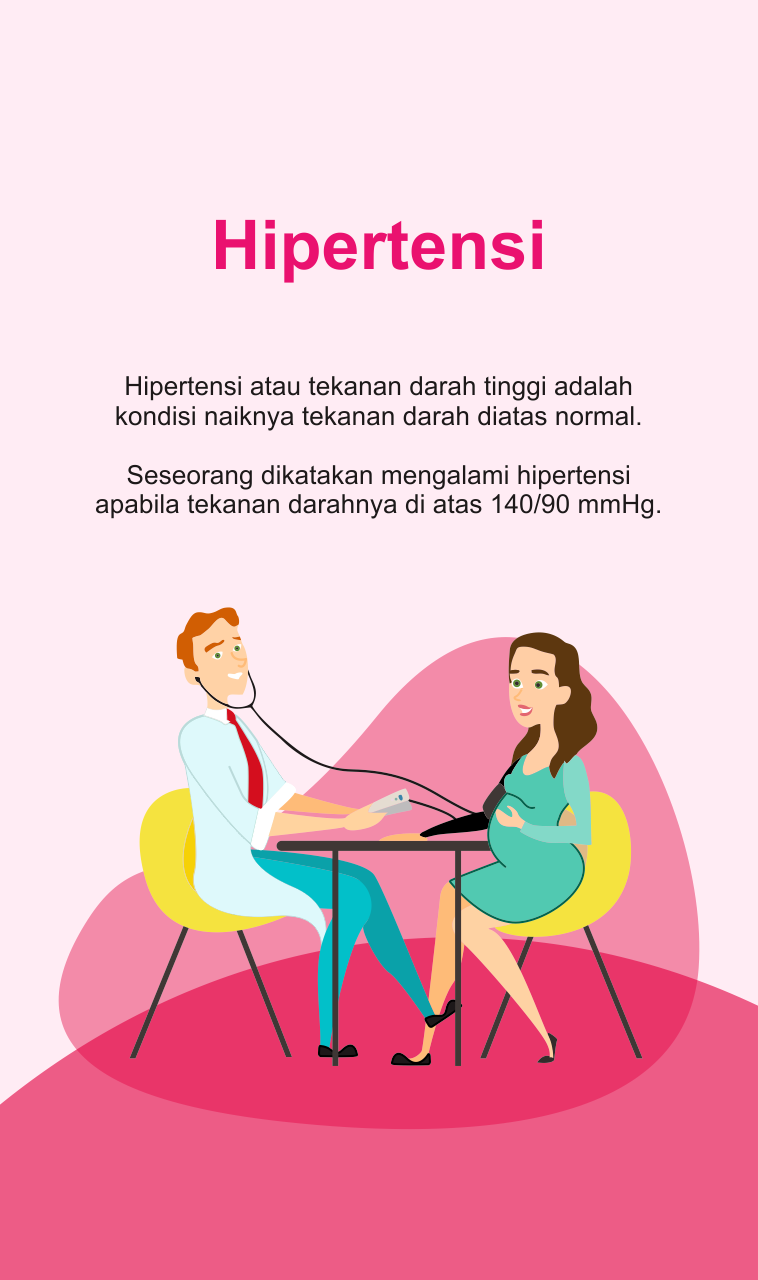 Hipertensi
Hipertensi atau tekanan darah tinggi adalah
kondisi naiknya tekanan darah diatas normal.
Seseorang dikatakan mengalami hipertensi
apabila tekanan darahnya di atas 140/90 mmHg.